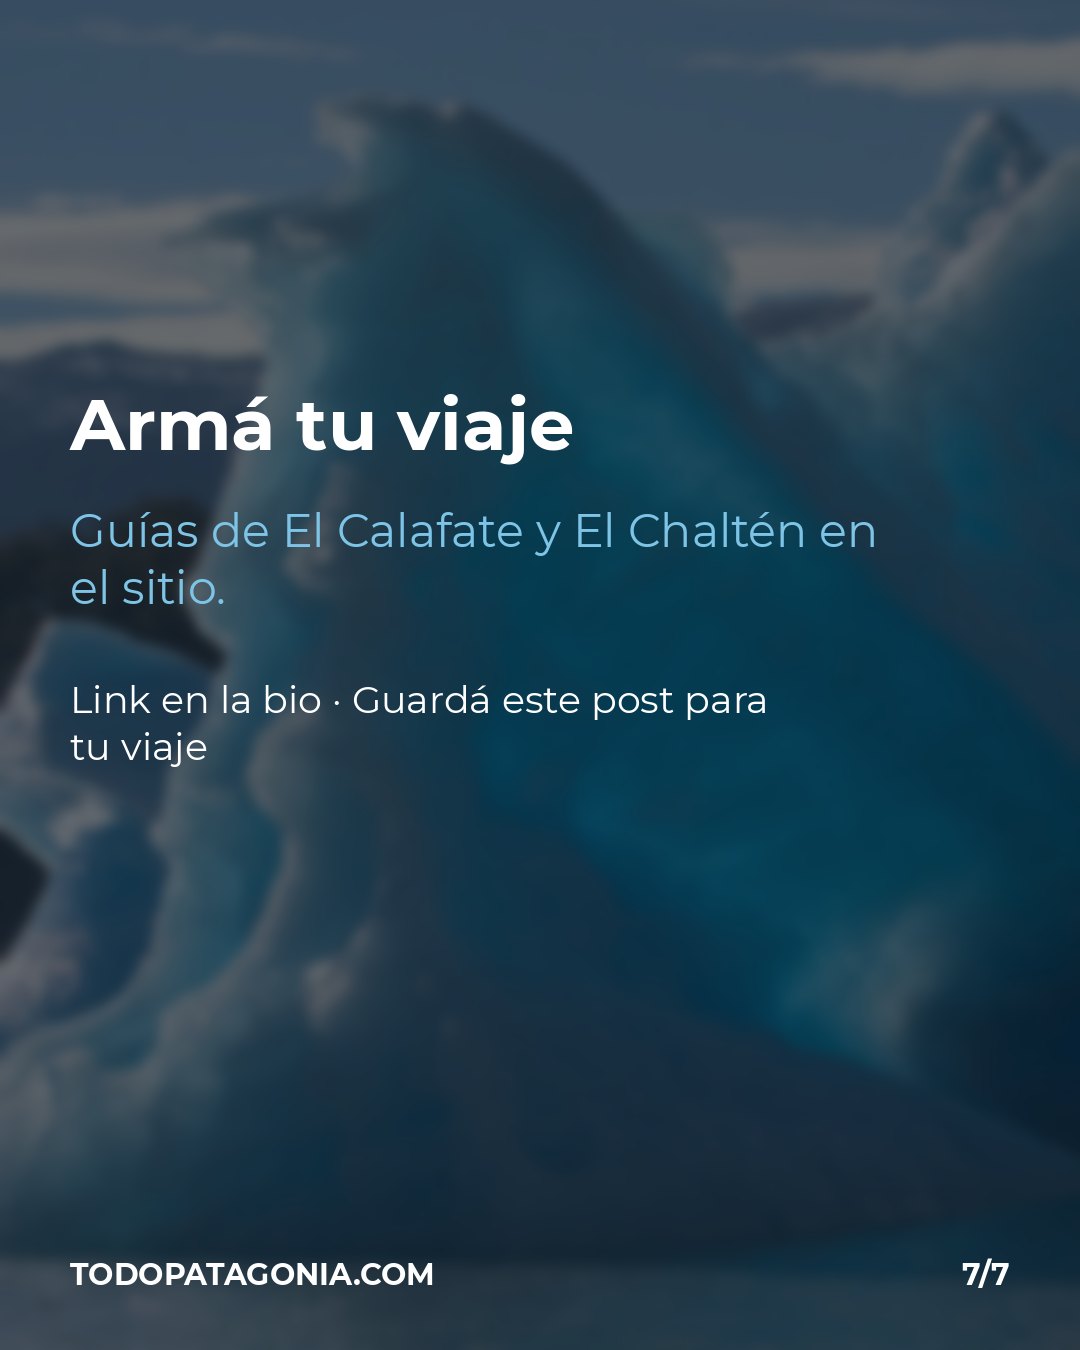 Armá tu viaje
Guías de El Calafate y El Chaltén en
el sitio.
Link en la bio · Guardá este post para
tu viaje
TODOPATAGONIA.COM
7/7